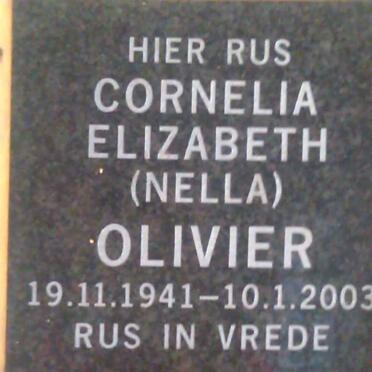 HIER RUS
CORNELIA
ELIZABETH
(NELLA)
OLIVIER
19.11.1941–10.1.2003
RUS IN VREDE